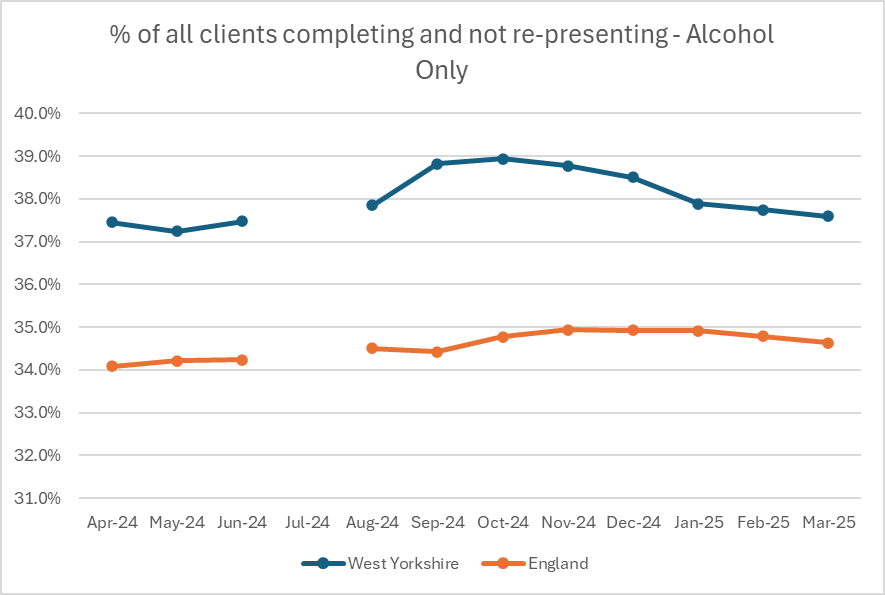 % of all clients completing and not re-presenting - Alcohol
Only
40.0%
39.0%
38.0%
37.0%
36.0%
35.0%
34.0%
33.0%
32.0%
31.0%
Apr-24 May-24 Jun-24 Jul-24 Aug-24 Sep-24 Oct-24 Nov-24 Dec-24 Jan-25 Feb-25 Mar-25
West Yorkshire England